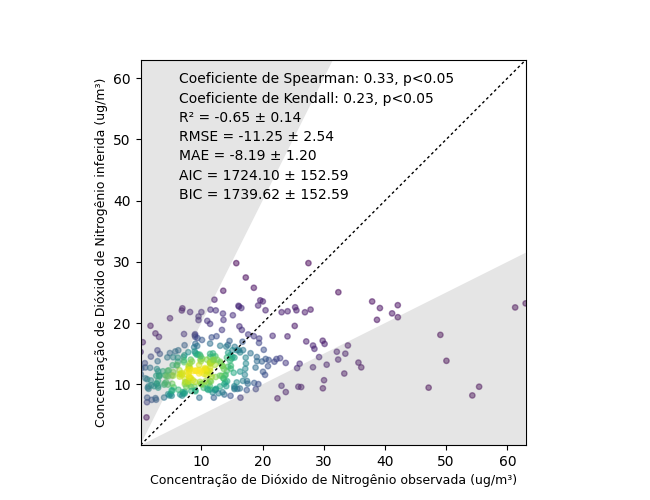 Coeficiente de Spearman: 0.33, p<0.05
Coeficiente de Kendall: 0.23, p<0.05
R² = -0.65 ± 0.14
RMSE = -11.25 ± 2.54
MAE = -8.19 ± 1.20
AIC = 1724.10 ± 152.59
BIC = 1739.62 ± 152.59
Concentração de Dióxido de Nitrogênio inferida (ug/m³)
60
50
40
30
20
10
10 20 30 40 50 60
Concentração de Dióxido de Nitrogênio observada (ug/m³)